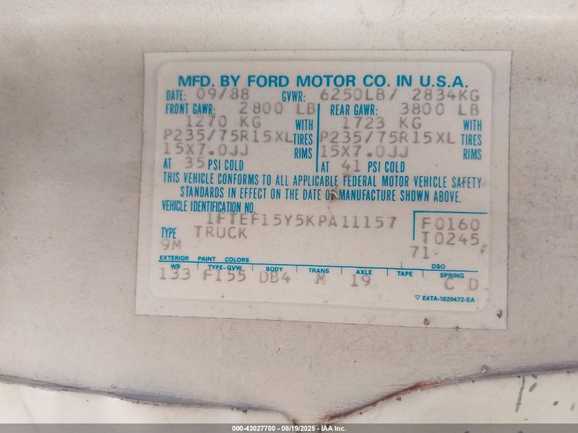 MFD. BY FORD MOTOR CO. IN U.S.A.
DATE: 09/88 GVWR: 6250LB/ 2834KG
FRONT GAWR: 2800 LB REAR GAWR: 3800 LB
1270 KG WITH 1723 KG WITH
P235/75R15XL TIRES P235/75R15XL TIRES
15X7.0JJ RIMS 15X7.0JJ RIMS
AT 35 PSI COLD AT 41 PSI COLD
THIS VEHICLE CONFORMS TO ALL APPLICABLE FEDERAL MOTOR VEHICLE SAFETY
STANDARDS IN EFFECT ON THE DATE OF MANUFACTURE SHOWN ABOVE.
VEHICLE IDENTIFICATION NO.
1FTEF15Y5KPA11157 F0160
TYPE TRUCK T0245
9M 71-
EXTERIOR PAINT COLORS DSO
WB TYPE-GVW BODY TRANS AXLE TAPE SPRING
133 F155 DB4 M 19 C D
E4TA-1520472-EA
000-43027700 - 08/19/2025 - IAA Inc.